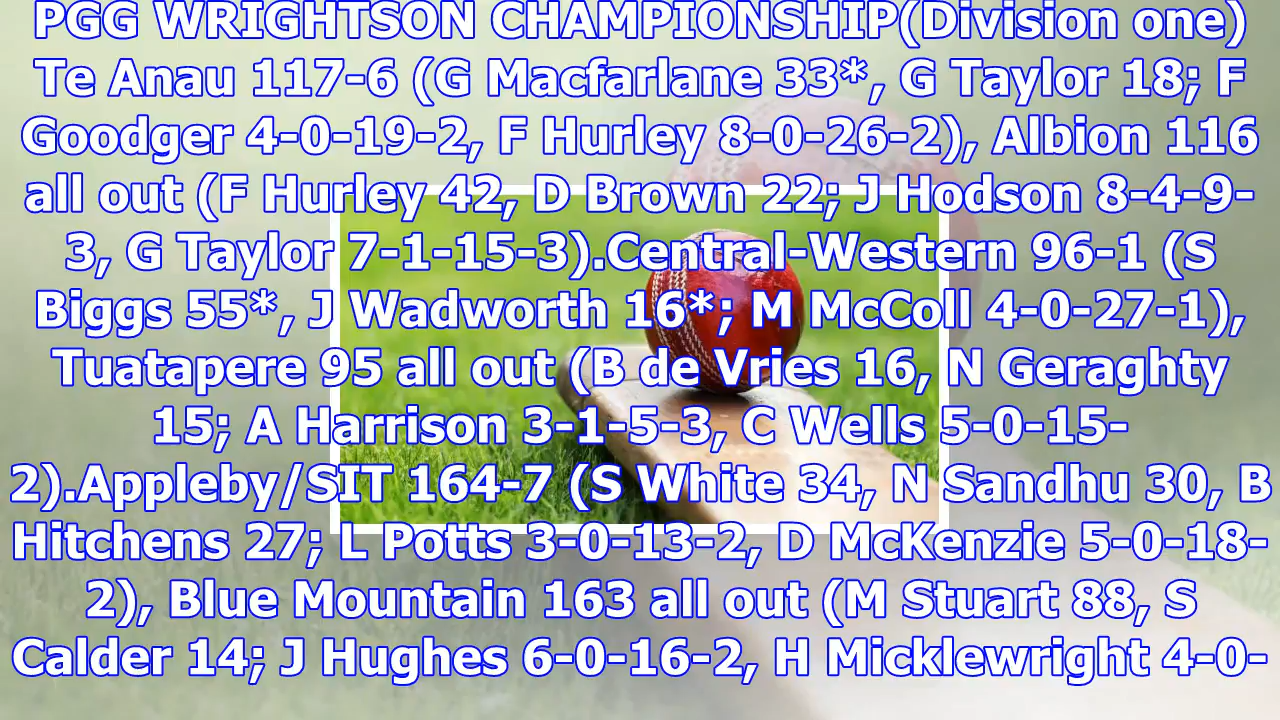 PGG WRIGHTSON CHAMPIONSHIP(Division one)
Te Anau 117-6 (G Macfarlane 33*, G Taylor 18; F
Goodger 4-0-19-2, F Hurley 8-0-26-2), Albion 116
all out (F Hurley 42, D Brown 22; J Hodson 8-4-9-
3, G Taylor 7-1-15-3).Central-Western 96-1 (S
Biggs 55*, J Wadworth 16*; M McColl 4-0-27-1),
Tuatapere 95 all out (B de Vries 16, N Geraghty
15; A Harrison 3-1-5-3, C Wells 5-0-15-
2).Appleby/SIT 164-7 (S White 34, N Sandhu 30, B
Hitchens 27; L Potts 3-0-13-2, D McKenzie 5-0-18-
2), Blue Mountain 163 all out (M Stuart 88, S
Calder 14; J Hughes 6-0-16-2, H Micklewright 4-0-